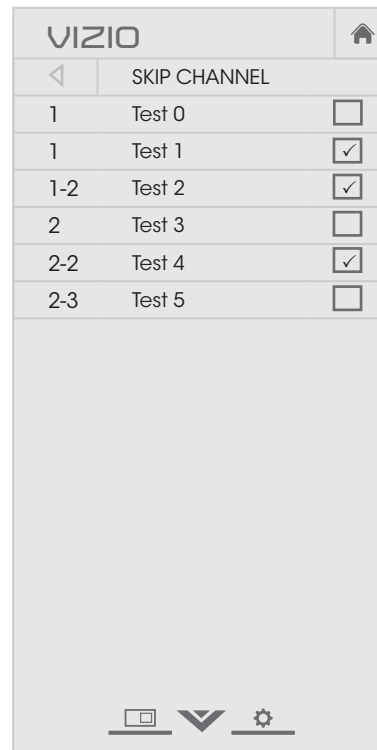 VIZIO
SKIP CHANNEL
1 Test 0
1 Test 1
1-2 Test 2
2 Test 3
2-2 Test 4
2-3 Test 5